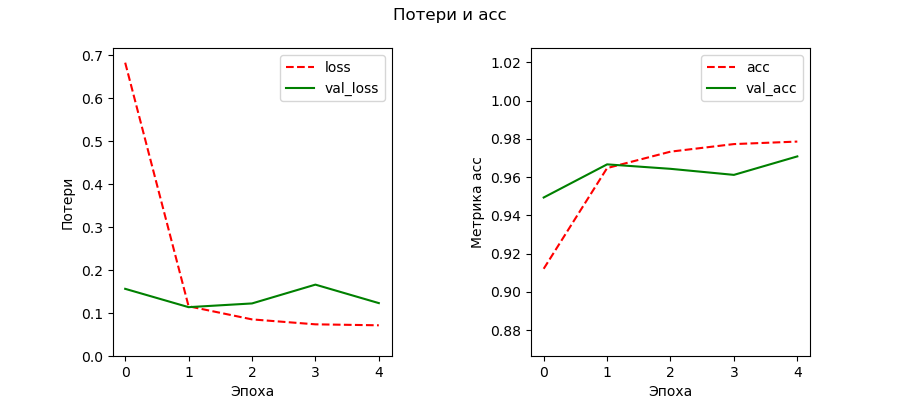 Потери и acc
0.7
0.6
0.5
0.4
0.3
0.2
0.1
0.0
Потери
0 1 2 3 4
Эпоха
loss
val_loss
1.02
1.00
0.98
0.96
0.94
0.92
0.90
0.88
Метрика acc
0 1 2 3 4
Эпоха
acc
val_acc